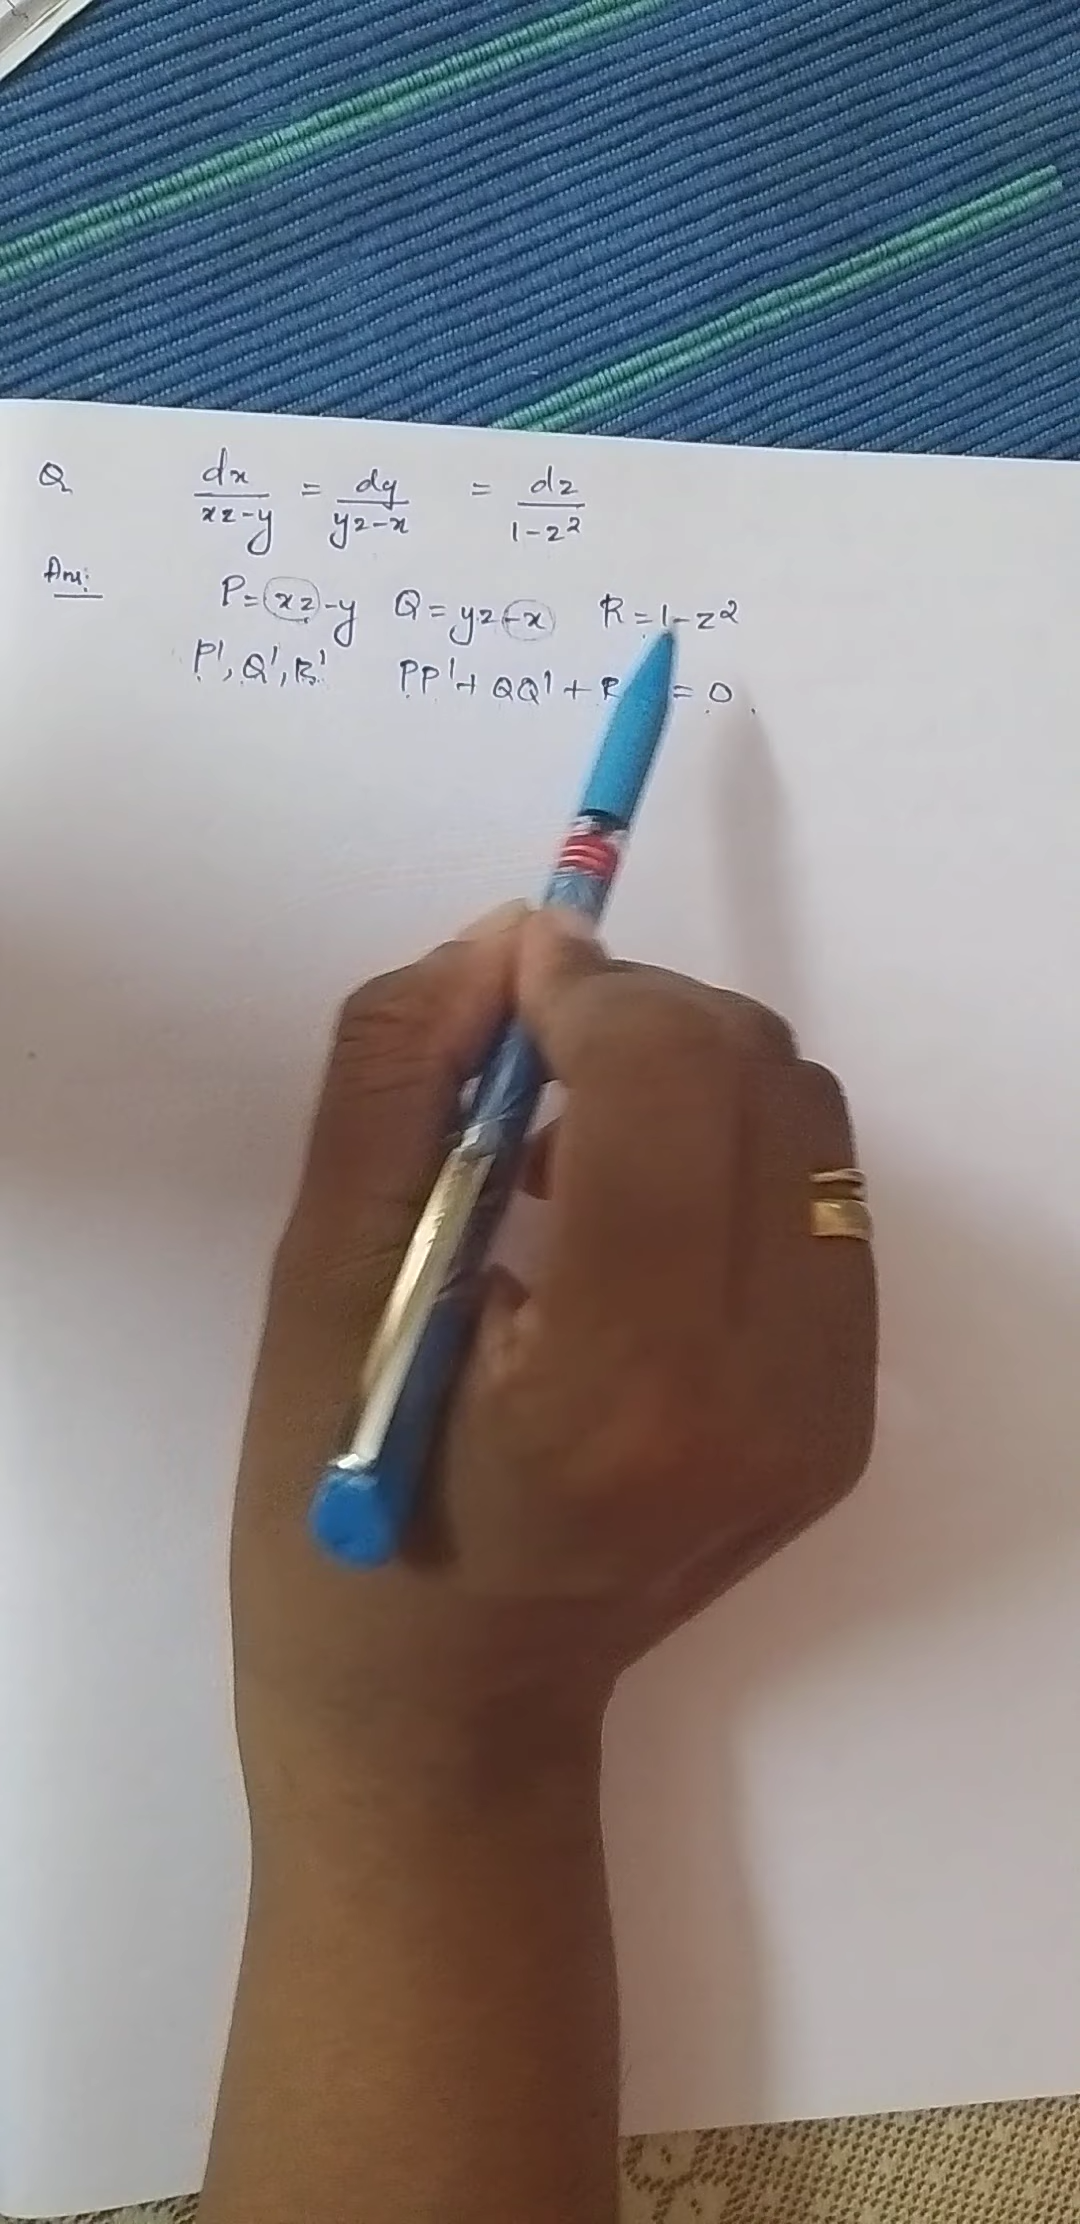 Q dx/xz-y = dy/yz-x = dz/1-z²
Ans: P=xz-y Q=yz-x R=1-z²
P', Q', R' PP'+QQ'+R = 0.